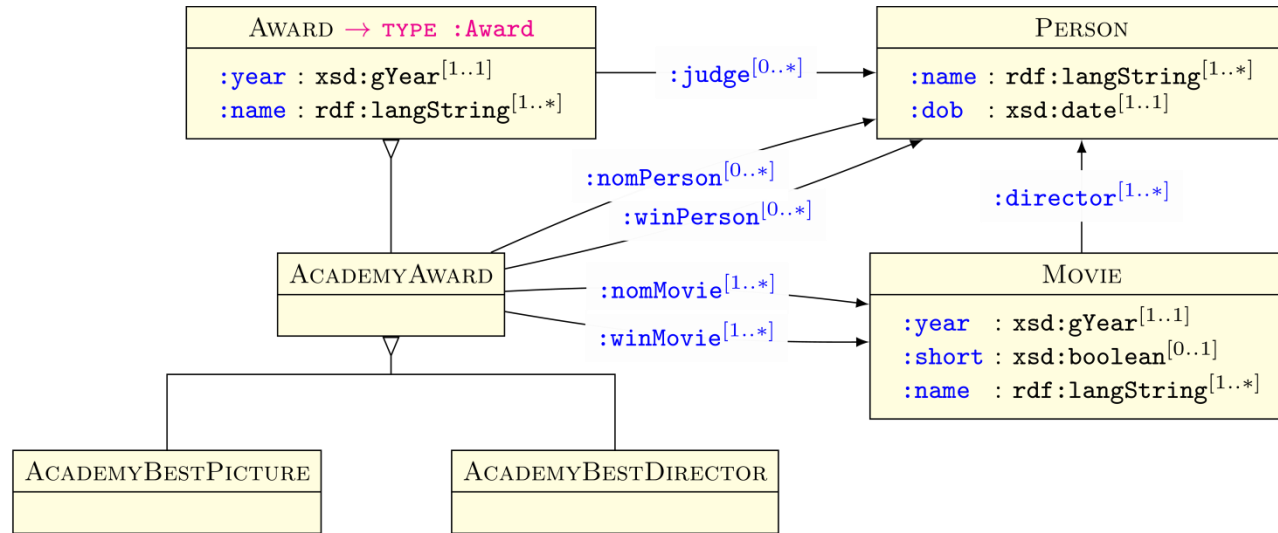 AWARD → TYPE :Award
:year : xsd:gYear[1..1]
:name : rdf:langString[1..*]
:judge[0..*]
PERSON
:name : rdf:langString[1..*]
:dob : xsd:date[1..1]
:nomPerson[0..*]
:winPerson[0..*]
:director[1..*]
ACADEMYAWARD
:nomMovie[1..*]
:winMovie[1..*]
MOVIE
:year : xsd:gYear[1..1]
:short : xsd:boolean[0..1]
:name : rdf:langString[1..*]
ACADEMYBESTPICTURE
ACADEMYBESTDIRECTOR